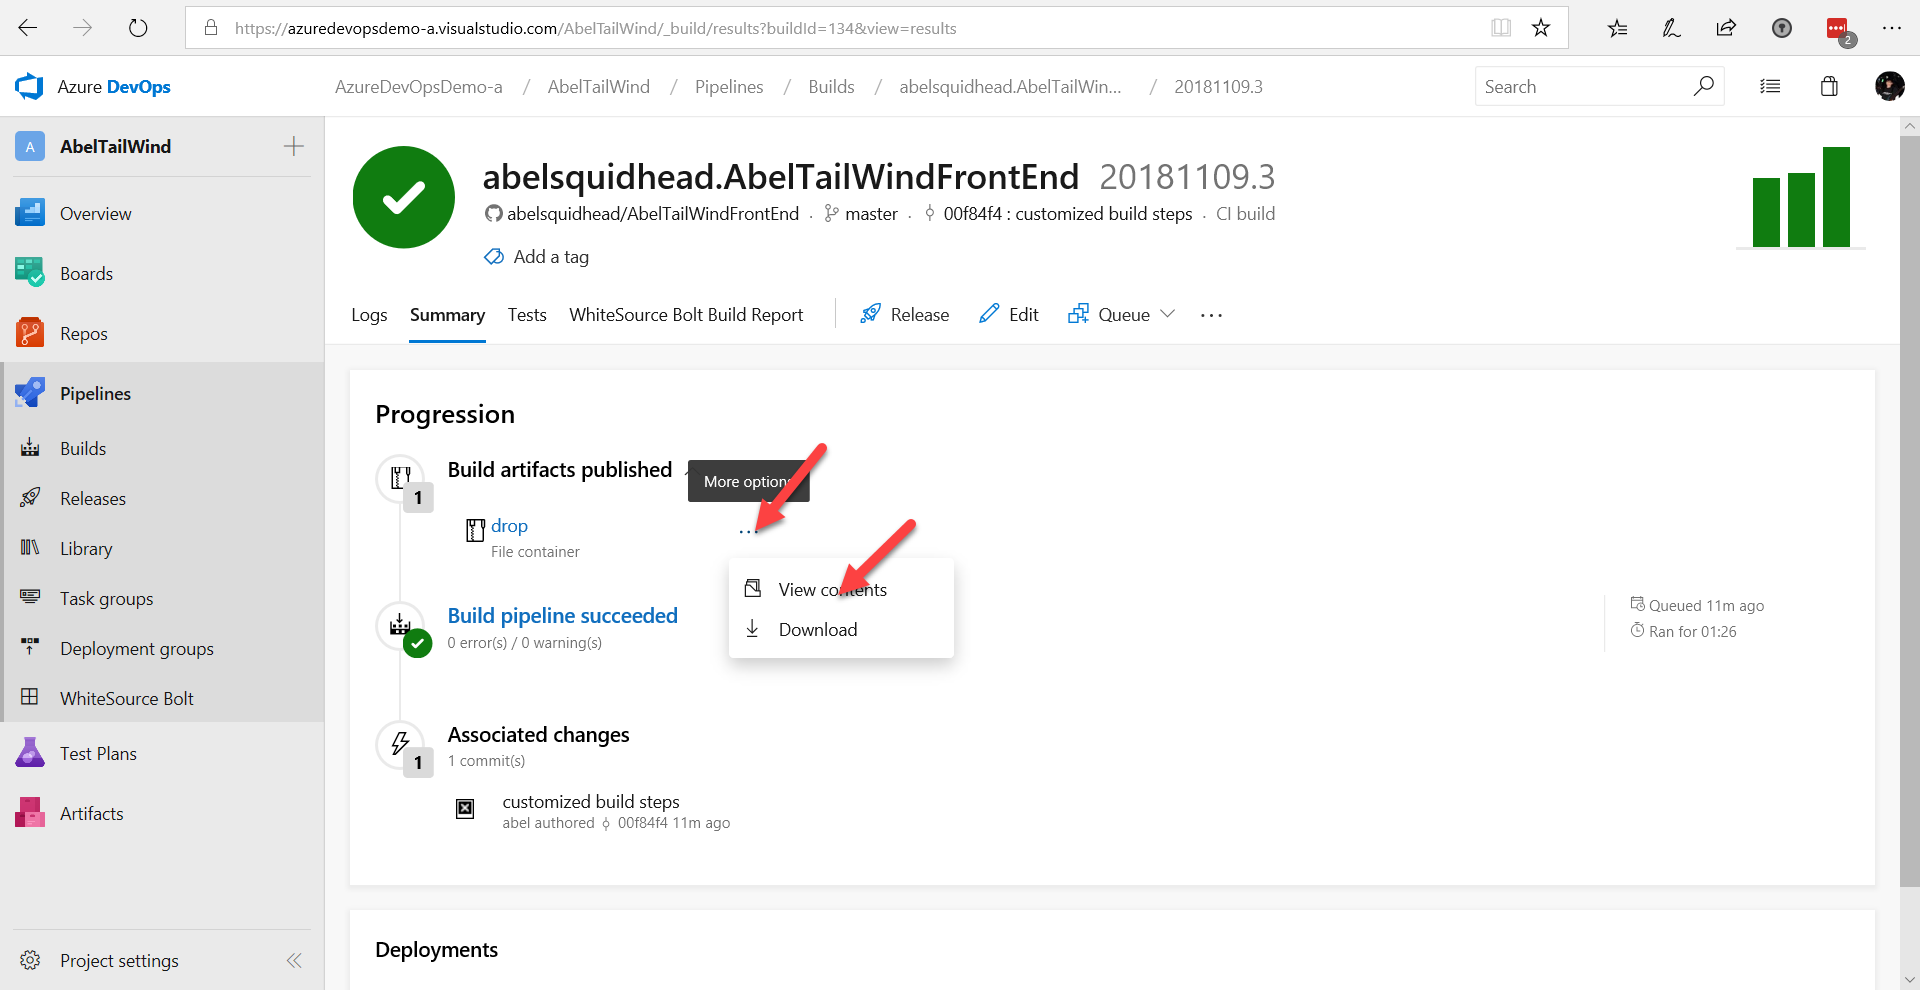 https://azuredevopsdemo-a.visualstudio.com/AbelTailWind/_build/results?buildId=134&view=results
2
Azure DevOps
AzureDevOpsDemo-a / AbelTailWind / Pipelines / Builds / abelsquidhead.AbelTailWin... / 20181109.3
Search
A AbelTailWind
Overview
Boards
Repos
Pipelines
Builds
Releases
Library
Task groups
Deployment groups
WhiteSource Bolt
Test Plans
Artifacts
Project settings
abelsquidhead.AbelTailWindFrontEnd 20181109.3
abelsquidhead/AbelTailWindFrontEnd · master · 00f84f4 : customized build steps · CI build
Add a tag
Logs Summary Tests WhiteSource Bolt Build Report Release Edit Queue ...
Progression
Build artifacts published
1
More options
drop
...
File container
View contents
Download
Build pipeline succeeded
0 error(s) / 0 warning(s)
Queued 11m ago
Ran for 01:26
Associated changes
1
1 commit(s)
customized build steps
abel authored 00f84f4 11m ago
Deployments